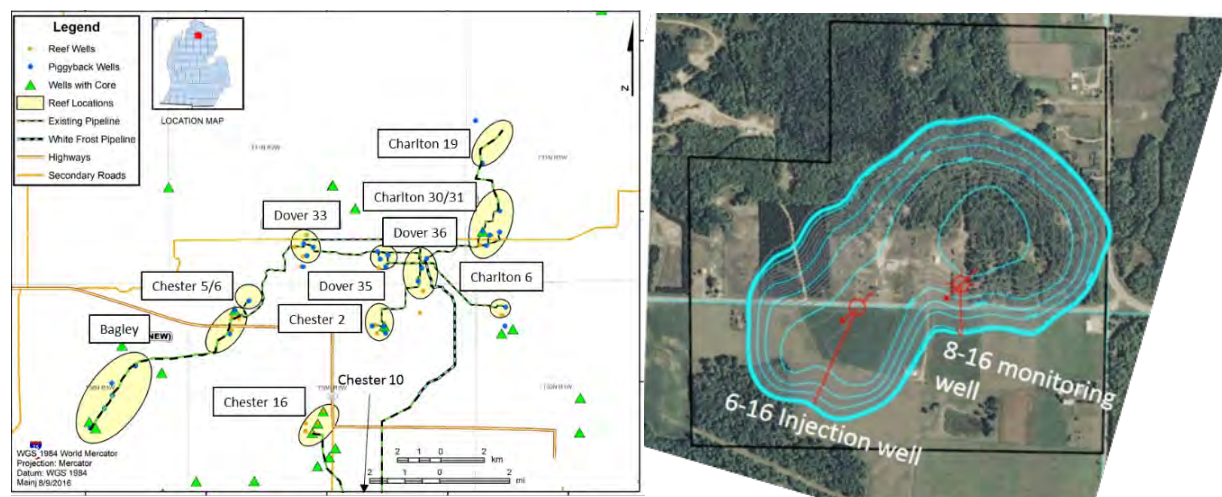 Legend
Reef Wells
Piggyback Wells
Wells with Core
Reef Locations
Existing Pipeline
White Frost Pipeline
Highways
Secondary Roads
LOCATION MAP
Z
Charlton 19
Charlton 30/31
Dover 33
Dover 36
Charlton 6
Chester 5/6
Dover 35
Chester 2
Bagley
Chester 10
Chester 16
2 1 0 2
km
2 1 0 2
mi
WGS 1984 World Mercator
Projection: Mercator
Datum: WGS 1984
Mainj 8/9/2016
8-16 monitoring
well
6-16 Injection well